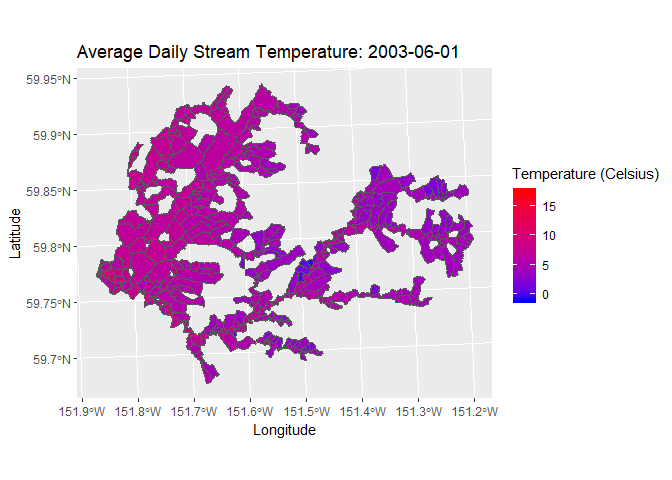 Average Daily Stream Temperature: 2003-06-01
59.95°N
59.9°N
59.85°N
59.8°N
59.75°N
59.7°N
Latitude
151.9°W 151.8°W 151.7°W 151.6°W 151.5°W 151.4°W 151.3°W 151.2°W
Longitude
Temperature (Celsius)
15
10
5
0